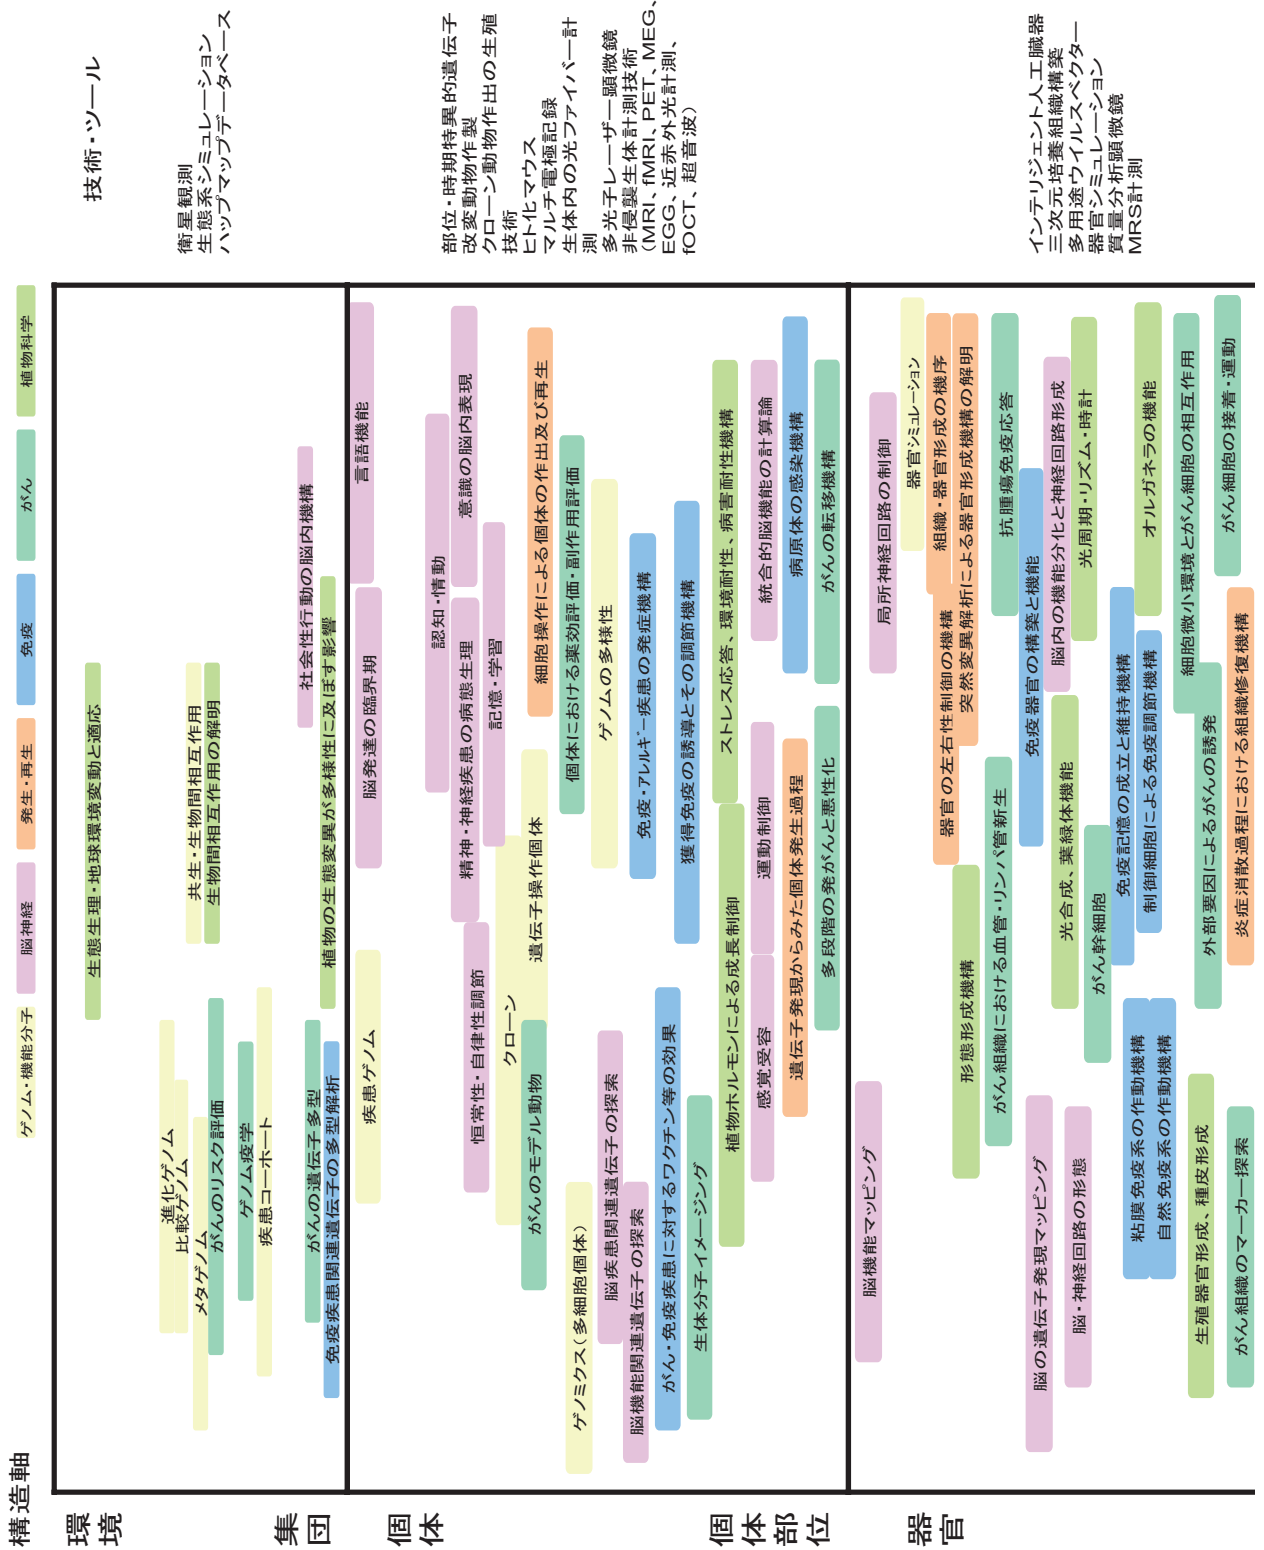 構造軸
ゲノム・機能分子
脳神経
発生・再生
免疫
がん
植物科学
技術・ツール
環
境
集
団
生態生理・地球環境変動と適応
進化ゲノム
比較ゲノム
共生・生物間相互作用
メタゲノム
生物間相互作用の解明
がんのリスク評価
ゲノム疫学
疾患コーホート
社会性行動の脳内機構
がんの遺伝子多型
植物の生態変異が多様性に及ぼす影響
免疫疾患関連遺伝子の多型解析
衛星観測
生態系シミュレーション
ハップマップデータベース
個
体
個
体
部
位
言語機能
脳発達の臨界期
疾患ゲノム
認知・情動
意識の脳内表現
精神・神経疾患の病態生理
恒常性・自律性調節
記憶・学習
クローン
細胞操作による個体の作出及び再生
遺伝子操作個体
がんのモデル動物
個体における薬効評価・副作用評価
ゲノミクス（多細胞個体）
ゲノムの多様性
脳疾患関連遺伝子の探索
免疫・アレルギー疾患の発症機構
脳機能関連遺伝子の探索
がん・免疫疾患に対するワクチン等の効果
獲得免疫の誘導とその調節機構
生体分子イメージング
ストレス応答、環境耐性、病害耐性機構
植物ホルモンによる成長制御
統合的脳機能の計算論
運動制御
感覚受容
病原体の感染機構
遺伝子発現からみた個体発生過程
がんの転移機構
多段階の発がんと悪性化
部位・時期特異的遺伝子
改変動物作製
クローン動物作出の生殖
技術
ヒト化マウス
マルチ電極記録
生体内の光ファイバー計
測
多光子レーザー顕微鏡
非侵襲生体計測技術
（MRI、fMRI、PET、MEG、
EGG、近赤外光計測、
fOCT、超音波）
器
官
脳機能マッピング
局所神経回路の制御
器官シミュレーション
組織・器官形成の機序
器官の左右性制御の機構
突然変異解析による器官形成機構の解明
形態形成機構
抗腫瘍免疫応答
がん組織における血管・リンパ管新生
免疫器官の構築と機能
脳の遺伝子発現マッピング
脳内の機能分化と神経回路形成
光合成、葉緑体機能
脳・神経回路の形態
光周期・リズム・時計
がん幹細胞
免疫記憶の成立と維持機構
粘膜免疫系の作動機構
オルガネラの機能
制御細胞による免疫調節機構
自然免疫系の作動機構
細胞微小環境とがん細胞の相互作用
生殖器官形成、種皮形成
外部要因によるがんの誘発
がん細胞の接着・運動
炎症消散過程における組織修復機構
がん組織のマーカー探索
インテリジェント人工臓器
三次元培養組織構築
多用途ウイルスベクター
器官シミュレーション
質量分析顕微鏡
MRS計測